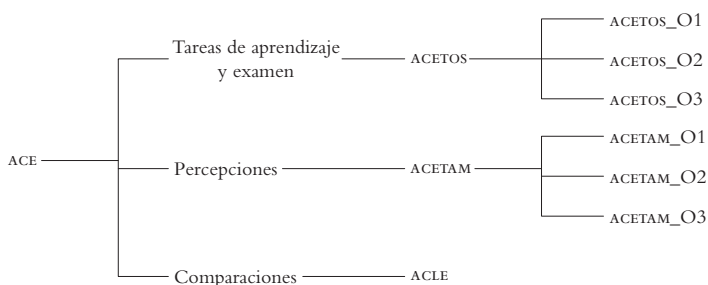 ACETOS_O1
Tareas de aprendizaje
y examen
ACETOS
ACETOS_O2
ACETOS_O3
ACE
ACETAM_O1
Percepciones
ACETAM
ACETAM_O2
ACETAM_O3
Comparaciones
ACLE